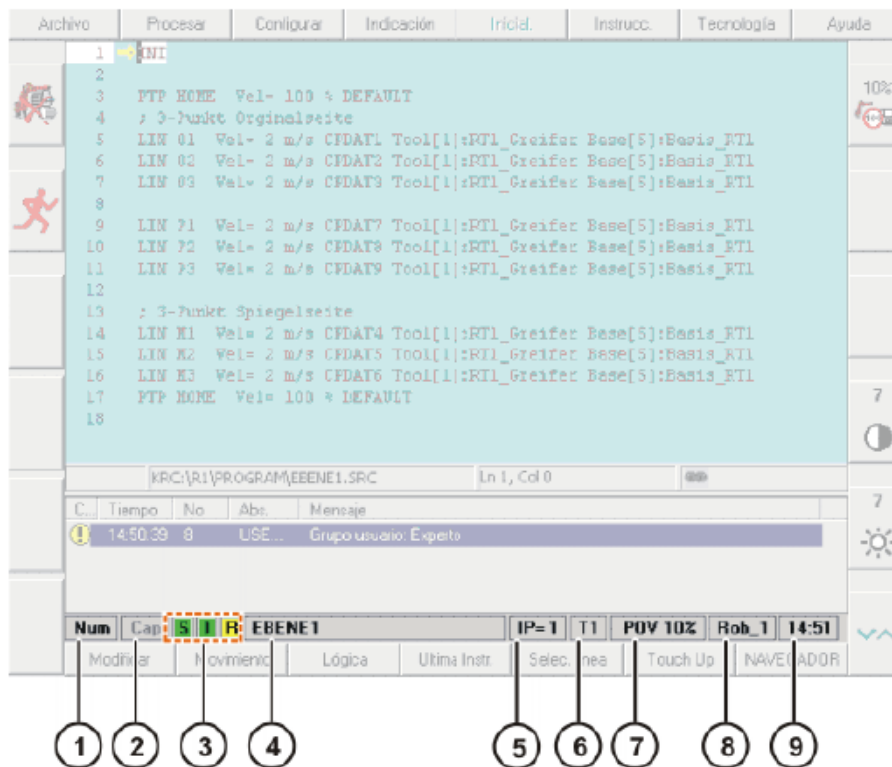 Archivo Procesar Configurar Indicación Inicial. Instrucc. Tecnología Ayuda
1 INI
2
3 PTP HOME Vel= 100 % DEFAULT
4 ; 3-Punkt Orginalseite
5 LIN O1 Vel= 2 m/s CPDAT1 Tool[1]:RT1_Greifer Base[5]:Basis_RT1
6 LIN O2 Vel= 2 m/s CPDAT2 Tool[1]:RT1_Greifer Base[5]:Basis_RT1
7 LIN O3 Vel= 2 m/s CPDAT3 Tool[1]:RT1_Greifer Base[5]:Basis_RT1
8
9 LIN P1 Vel= 2 m/s CPDAT7 Tool[1]:RT1_Greifer Base[5]:Basis_RT1
10 LIN P2 Vel= 2 m/s CPDAT8 Tool[1]:RT1_Greifer Base[5]:Basis_RT1
11 LIN P3 Vel= 2 m/s CPDAT9 Tool[1]:RT1_Greifer Base[5]:Basis_RT1
12
13 ; 3-Punkt Spiegelseite
14 LIN M1 Vel= 2 m/s CPDAT4 Tool[1]:RT1_Greifer Base[5]:Basis_RT1
15 LIN M2 Vel= 2 m/s CPDAT5 Tool[1]:RT1_Greifer Base[5]:Basis_RT1
16 LIN M3 Vel= 2 m/s CPDAT6 Tool[1]:RT1_Greifer Base[5]:Basis_RT1
17 PTP HOME Vel= 100 % DEFAULT
18
10%
100
7
7
KRC:\R1\PROGRAM\EBENE1.SRC Ln 1, Col 0
C... Tiempo No Abs. Mensaje
14:50:39 8 USE... Grupo usuario: Experto
Num Cap S I R EBENE1 IP= 1 T1 POV 10% Rob_1 14:51
Modificar Movimiento Lógica Ultima Instr. Selec. línea Touch Up NAVEGADOR
1 2 3 4 5 6 7 8 9